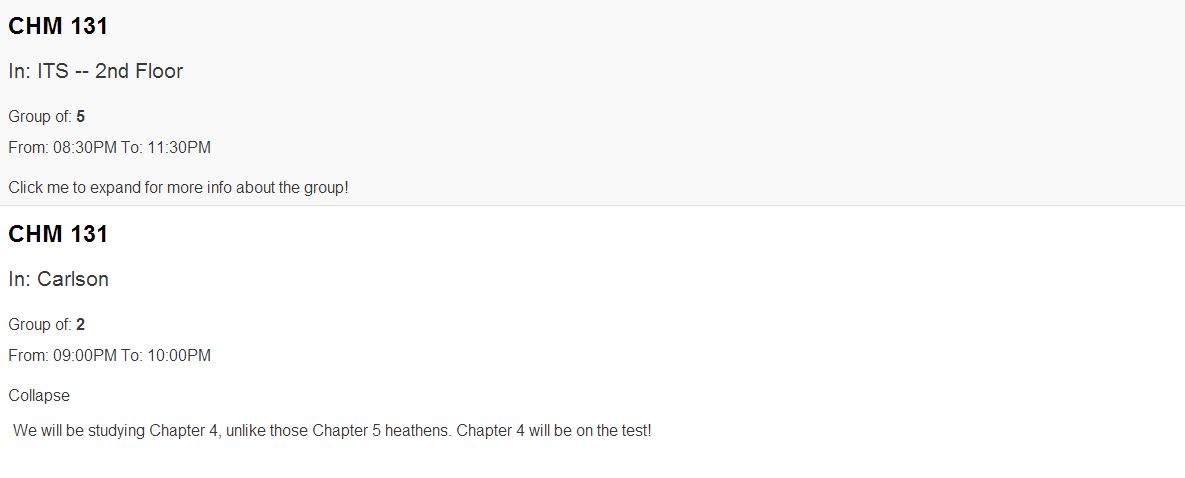 CHM 131
In: ITS -- 2nd Floor
Group of: 5
From: 08:30PM To: 11:30PM
Click me to expand for more info about the group!
CHM 131
In: Carlson
Group of: 2
From: 09:00PM To: 10:00PM
Collapse
We will be studying Chapter 4, unlike those Chapter 5 heathens. Chapter 4 will be on the test!